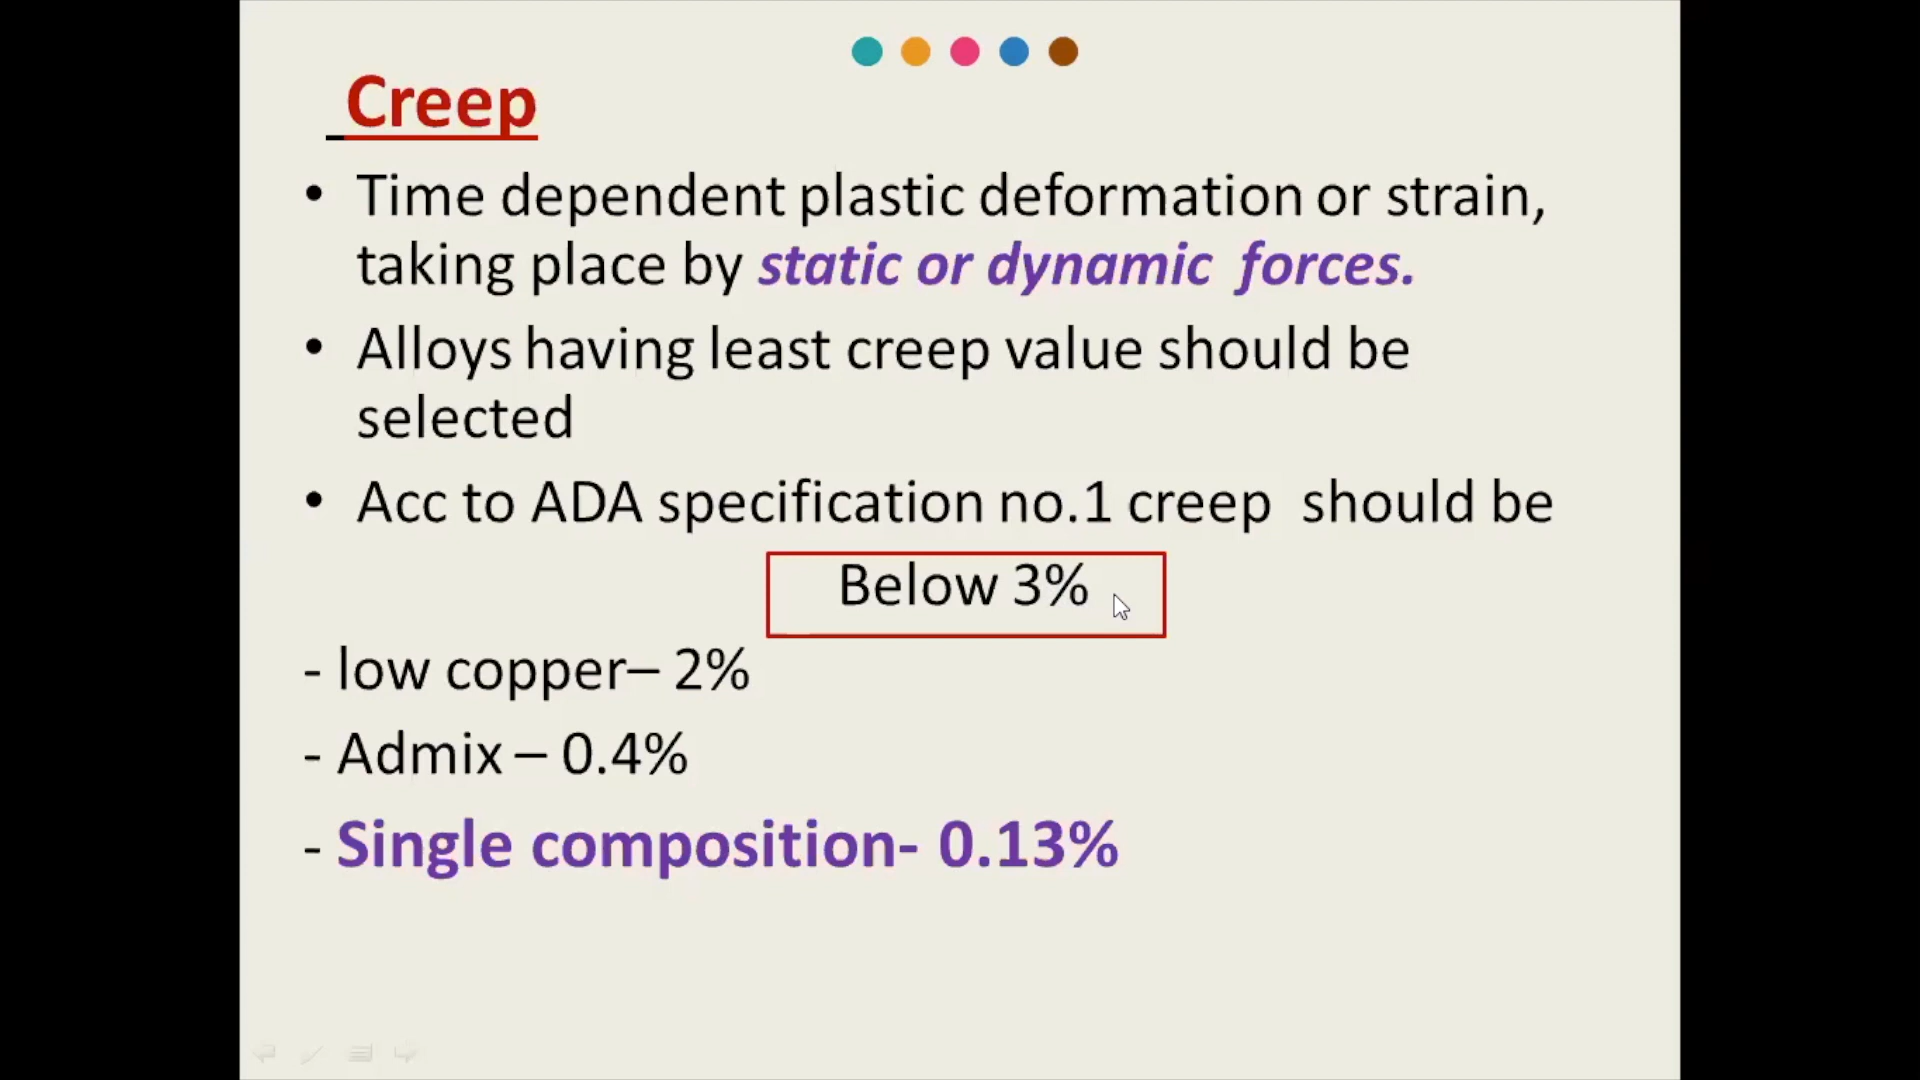 Creep
• Time dependent plastic deformation or strain,
taking place by static or dynamic forces.
• Alloys having least creep value should be
selected
• Acc to ADA specification no.1 creep should be
Below 3%
- low copper– 2%
- Admix – 0.4%
- Single composition- 0.13%